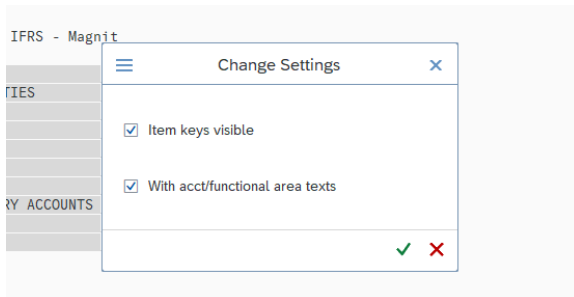 IFRS - Magnit
Change Settings
TIES
Item keys visible
With acct/functional area texts
RY ACCOUNTS